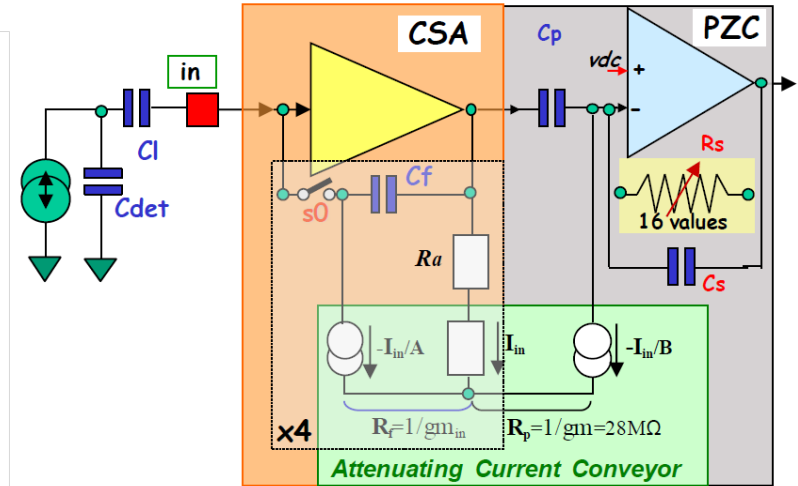 CSA
PZC
Cp
in
vdc
+
-
Cl
Cdet
Cf
s0
Rs
16 values
Cs
Ra
-Iin/A
Iin
-Iin/B
x4
Rf=1/gmin
Rp=1/gm=28MΩ
Attenuating Current Conveyor